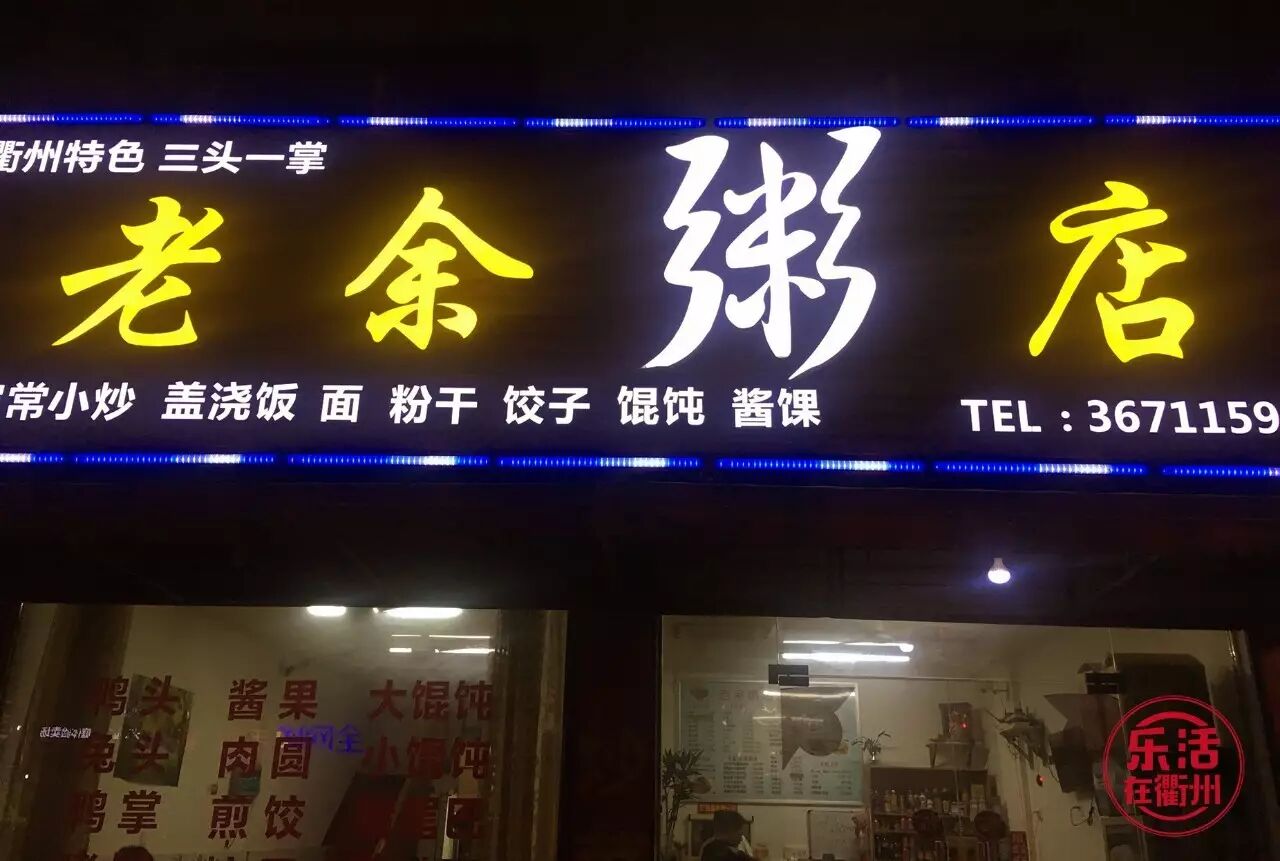 衢州特色 三头一掌
老余粥店
常小炒 盖浇饭 面 粉干 饺子 馄饨 酱馃
TEL：3671159
鸭头 酱果 大馄饨
兔头 肉圆 小馄饨
鸭掌 煎饺
乐活
在衢州